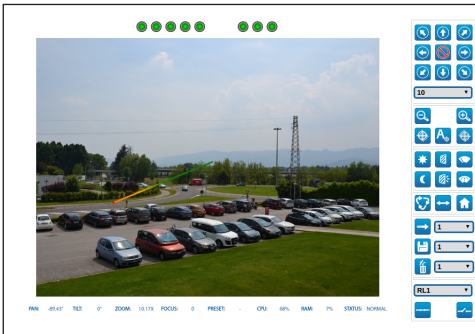 10
A
1
1
1
RL1
PAN: -89.43° TILT: 0° ZOOM: 10.17X FOCUS: 0 PRESET: - CPU: 68% RAM: 7% STATUS: NORMAL